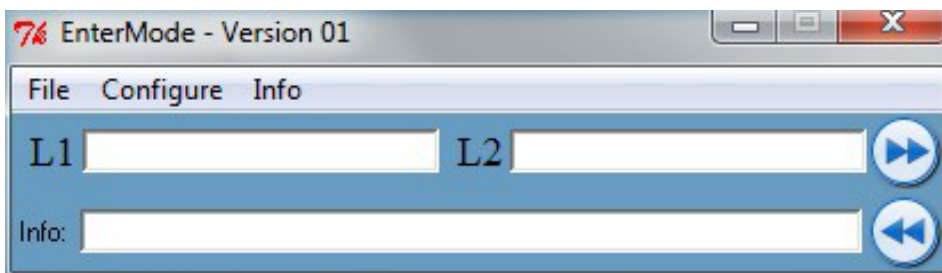 EnterMode - Version 01
File Configure Info
L1 L2
Info: